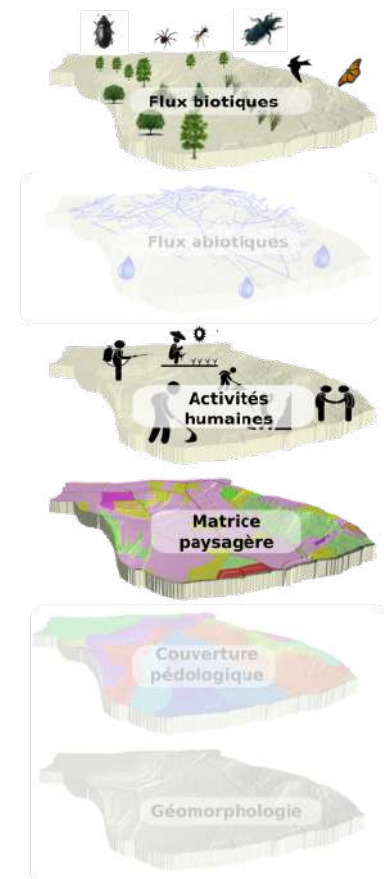 Flux biotiques
Flux abiotiques
Activités
humaines
Matrice
paysagère
Couverture
pédologique
Géomorphologie